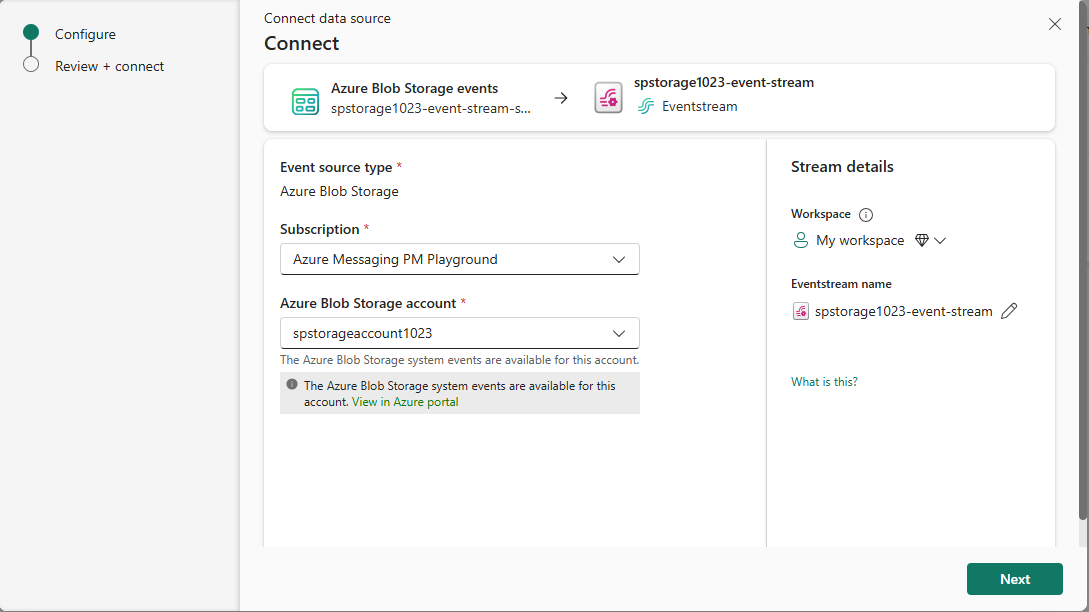 Configure
Review + connect
Connect data source
Connect
Azure Blob Storage events
spstorage1023-event-stream-s...
spstorage1023-event-stream
Eventstream
Event source type *
Azure Blob Storage
Subscription *
Azure Messaging PM Playground
Azure Blob Storage account *
spstorageaccount1023
The Azure Blob Storage system events are available for this account.
The Azure Blob Storage system events are available for this
account. View in Azure portal
Stream details
Workspace
My workspace
Eventstream name
spstorage1023-event-stream
What is this?
Next